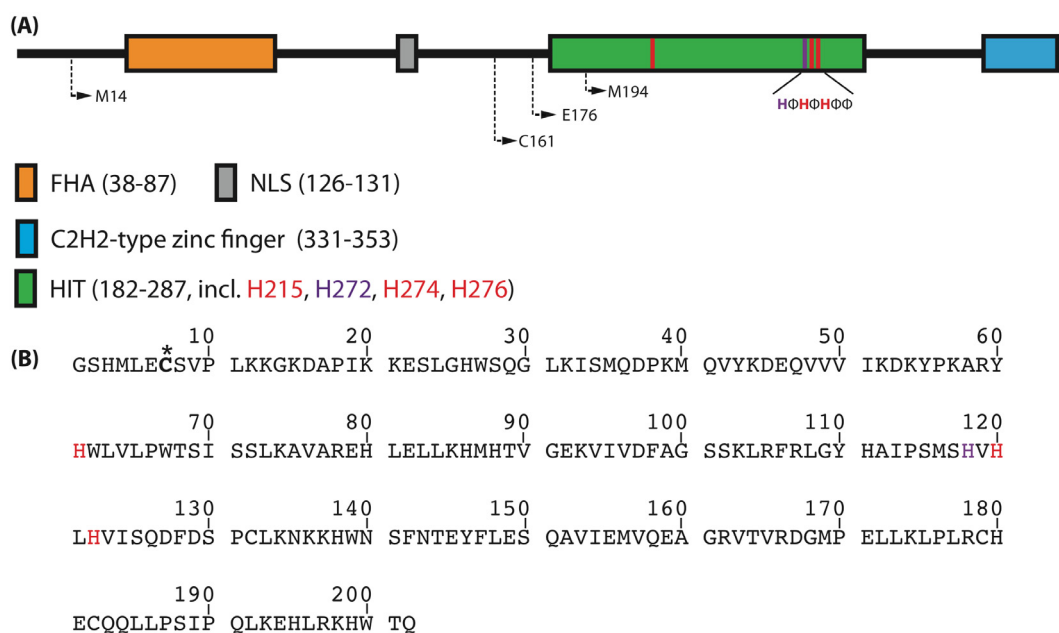 (A)
M14
M194
E176
C161
HΦHΦHΦΦ
FHA (38-87) NLS (126-131)
C2H2-type zinc finger (331-353)
HIT (182-287, incl. H215, H272, H274, H276)
(B)
* 10 20 30 40 50 60
GSHMLECSVP LKKGKDAPIK KESLGHWSQG LKISMQDPKM QVYKDEQVVV IKDKYPKARY
70 80 90 100 110 120
HWLVLPWTSI SSLKAVAREH LELLKHMHTV GEKVIVDFAG SSKLRFRLGY HAIPSMSHVH
130 140 150 160 170 180
LHVISQDFDS PCLKNKKHWN SFNTEYFLES QAVIEMVQEA GRVTVRDGMP ELLKLPLRCH
190 200
ECQQLLPSIP QLKEHLRKHW TQ